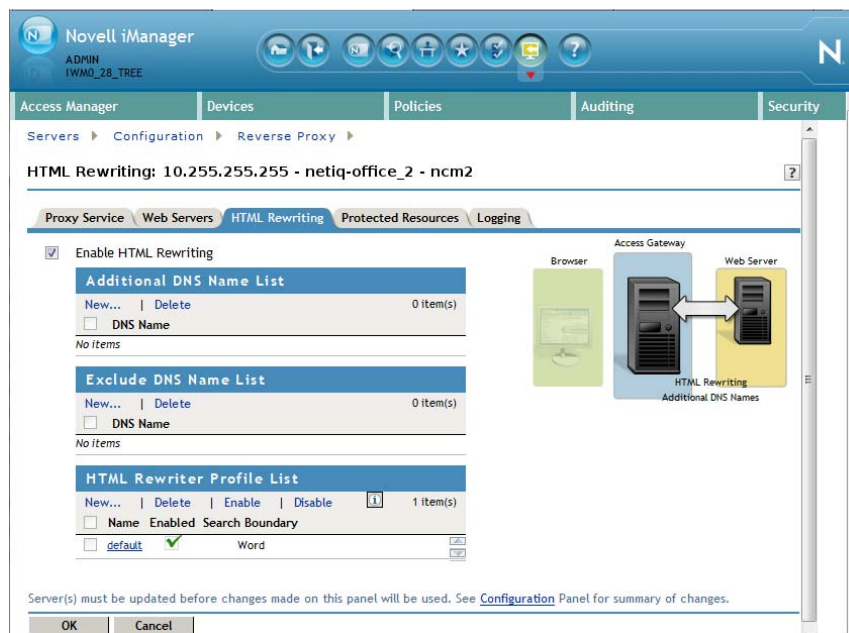 Novell iManager
ADMIN
IWM0_28_TREE
N
Access Manager Devices Policies Auditing Security
Servers Configuration Reverse Proxy
HTML Rewriting: 10.255.255.255 - netiq-office_2 - ncm2
?
Proxy Service Web Servers HTML Rewriting Protected Resources Logging
Enable HTML Rewriting
Additional DNS Name List
New... | Delete 0 item(s)
DNS Name
No items
Exclude DNS Name List
New... | Delete 0 item(s)
DNS Name
No items
HTML Rewriter Profile List
New... | Delete | Enable | Disable 1 item(s)
Name Enabled Search Boundary
default Word
Access Gateway
Browser Web Server
HTML Rewriting
Additional DNS Names
Server(s) must be updated before changes made on this panel will be used. See Configuration Panel for summary of changes.
OK Cancel